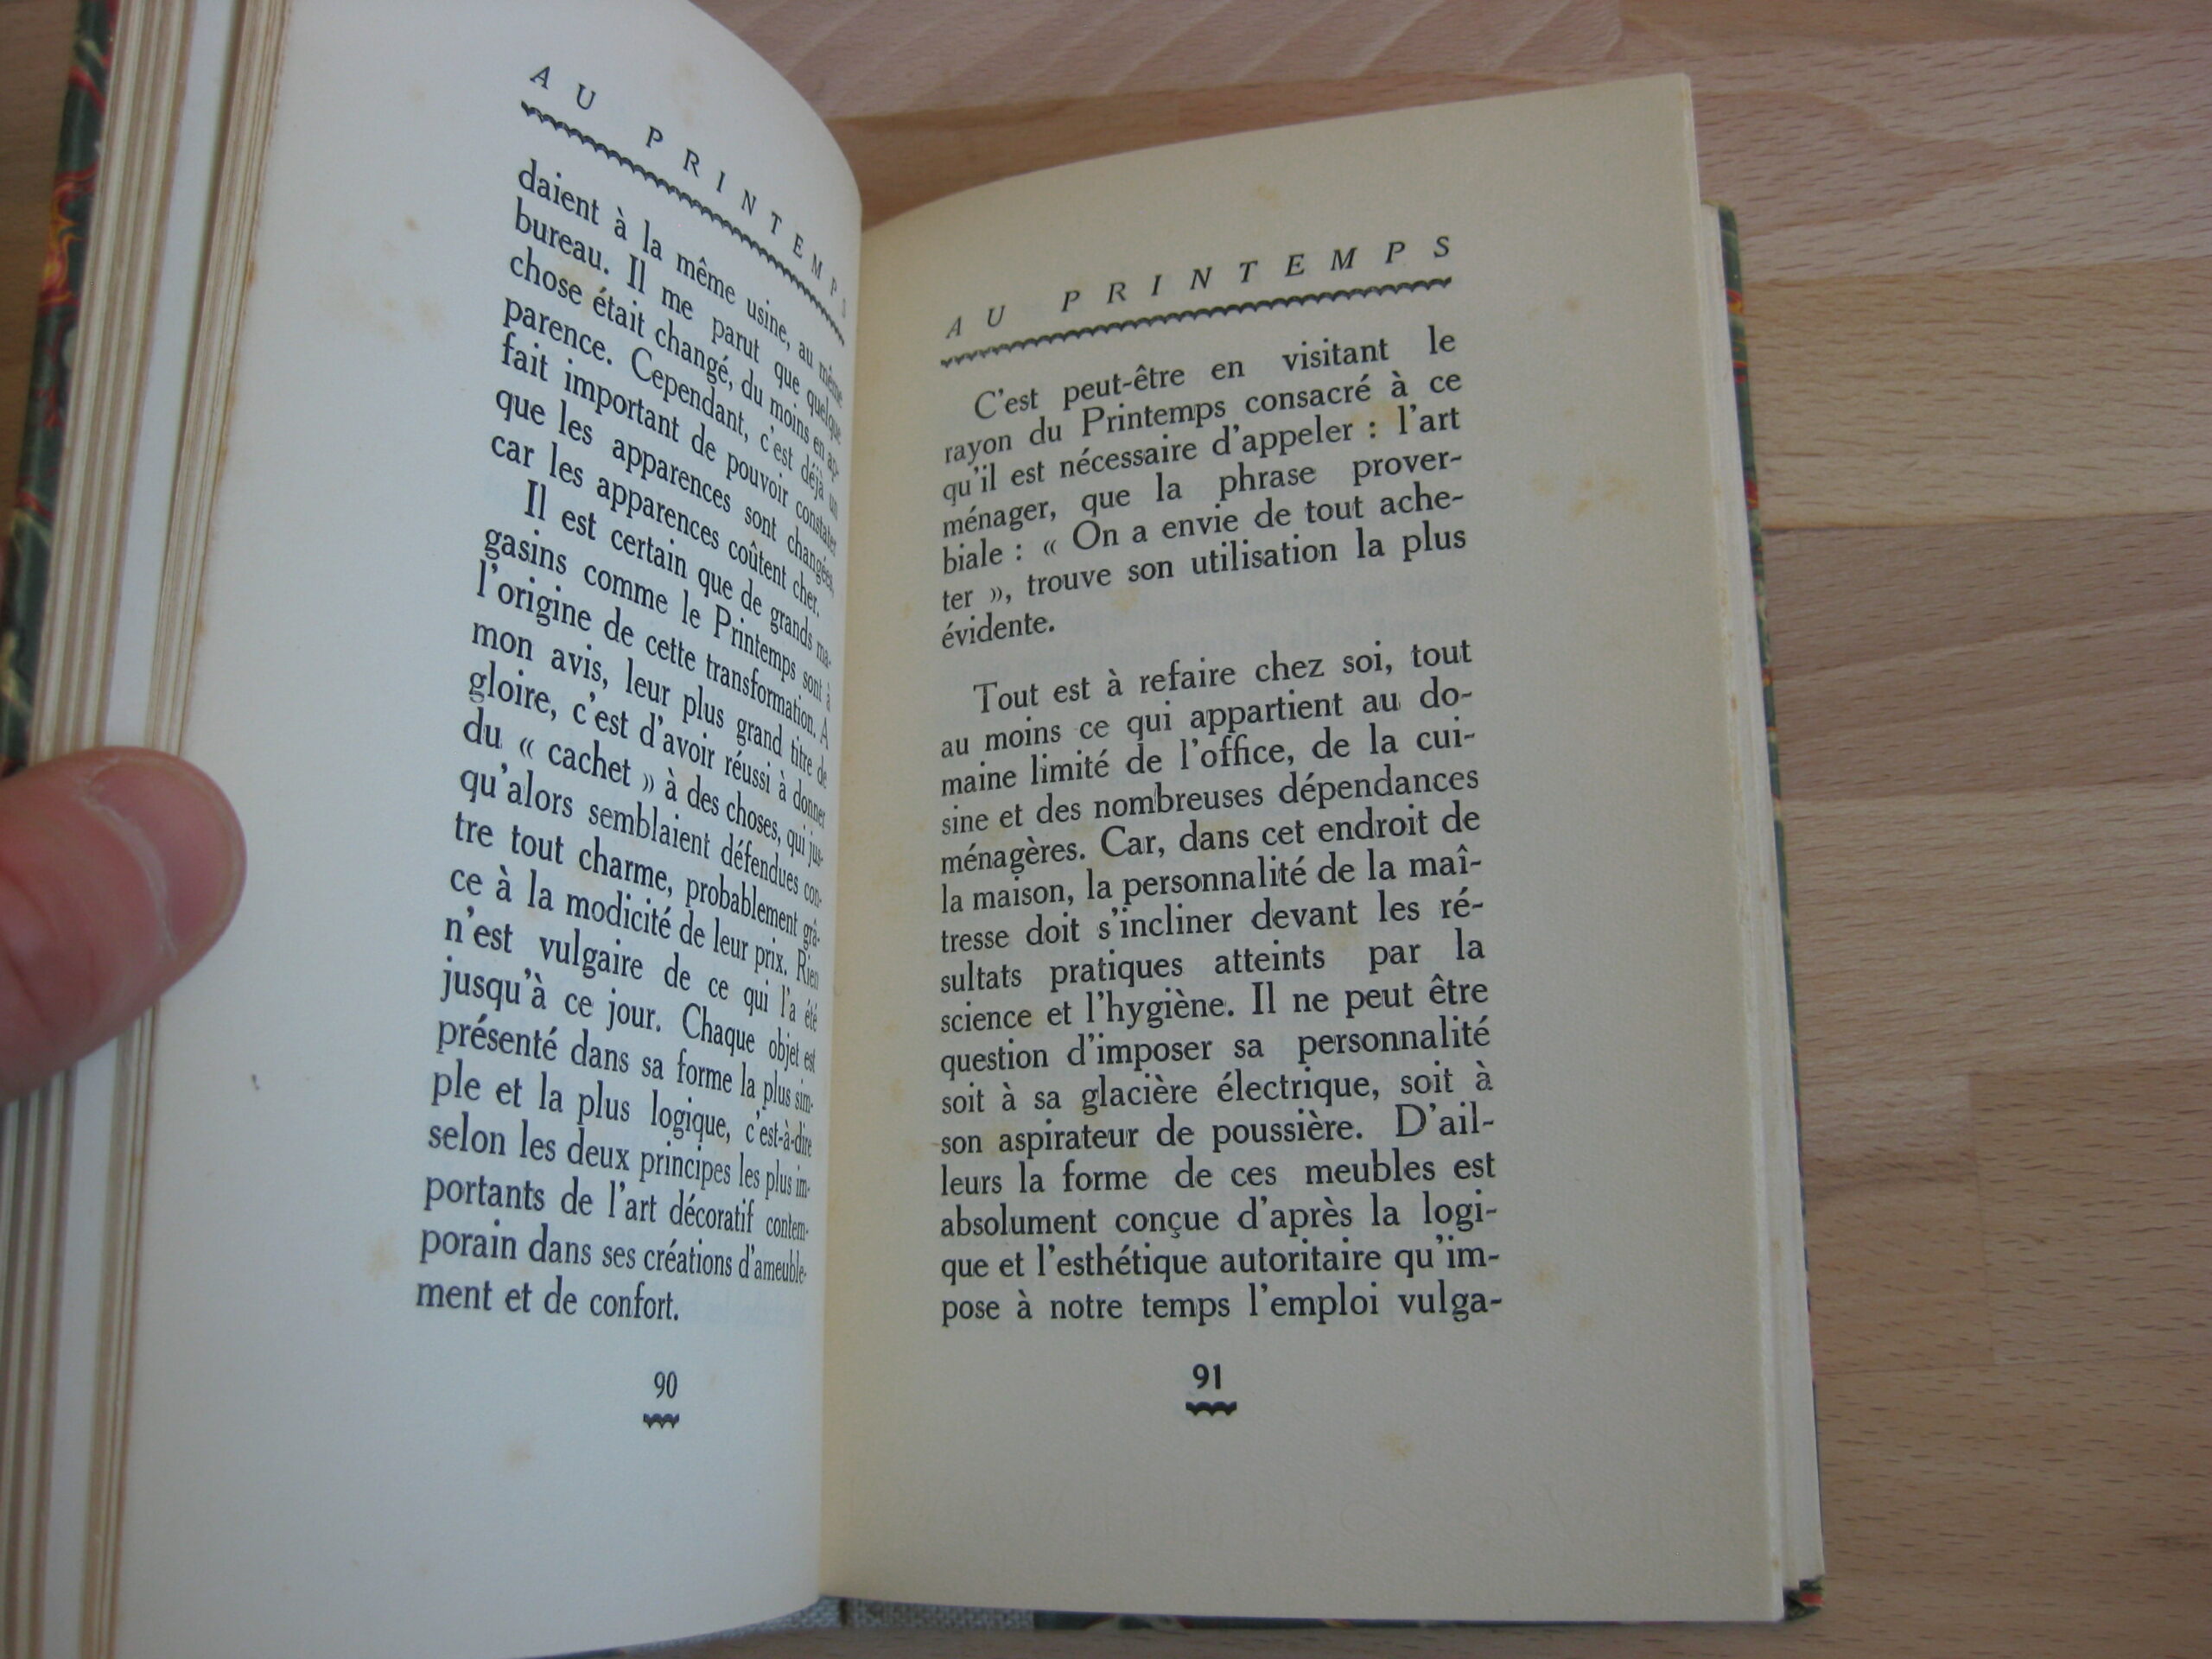 AU PRINTEMPS
daient à la même usine, au même
bureau. Il me parut que quelque
chose était changé, du moins en ap-
parence. Cependant, c'est déjà un
fait important de pouvoir constater
que les apparences sont changées,
car les apparences coûtent cher.
Il est certain que de grands ma-
gasins comme le Printemps sont à
l'origine de cette transformation. A
mon avis, leur plus grand titre de
gloire, c'est d'avoir réussi à donner
du « cachet » à des choses, qui jus-
qu'alors semblaient défendues con-
tre tout charme, probablement grâ-
ce à la modicité de leur prix. Rien
n'est vulgaire de ce qui l'a été
jusqu'à ce jour. Chaque objet est
présenté dans sa forme la plus sim-
ple et la plus logique, c'est-à-dire
selon les deux principes les plus im-
portants de l'art décoratif contem-
porain dans ses créations d'ameuble-
ment et de confort.
90
AU PRINTEMPS
C'est peut-être en visitant le
rayon du Printemps consacré à ce
qu'il est nécessaire d'appeler : l'art
ménager, que la phrase prover-
biale : « On a envie de tout ache-
ter », trouve son utilisation la plus
évidente.
Tout est à refaire chez soi, tout
au moins ce qui appartient au do-
maine limité de l'office, de la cui-
sine et des nombreuses dépendances
ménagères. Car, dans cet endroit de
la maison, la personnalité de la maî-
tresse doit s'incliner devant les ré-
sultats pratiques atteints par la
science et l'hygiène. Il ne peut être
question d'imposer sa personnalité
soit à sa glacière électrique, soit à
son aspirateur de poussière. D'ail-
leurs la forme de ces meubles est
absolument conçue d'après la logi-
que et l'esthétique autoritaire qu'im-
pose à notre temps l'emploi vulga-
91